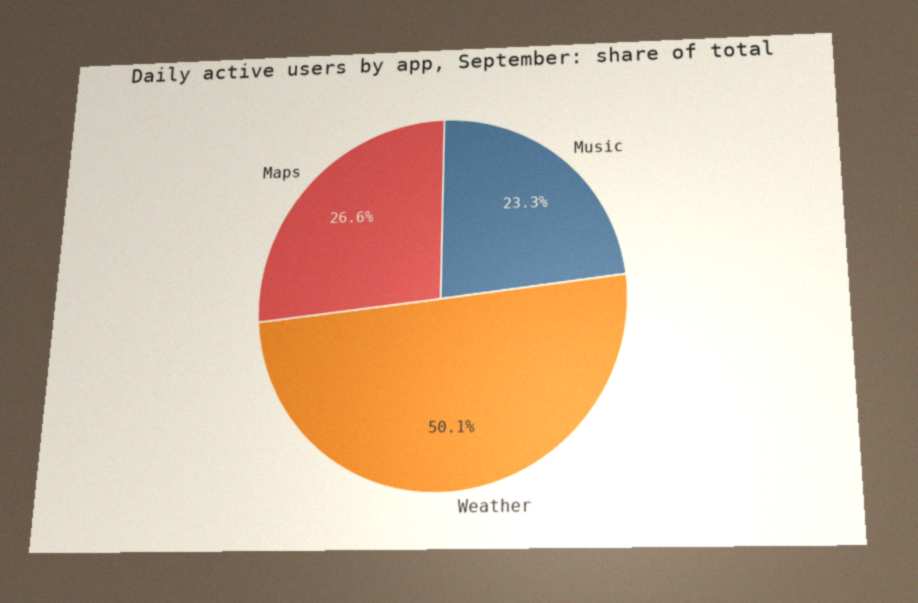 Daily active users by app, September: share of total
Music
Maps
23.3%
26.6%
50.1%
Weather